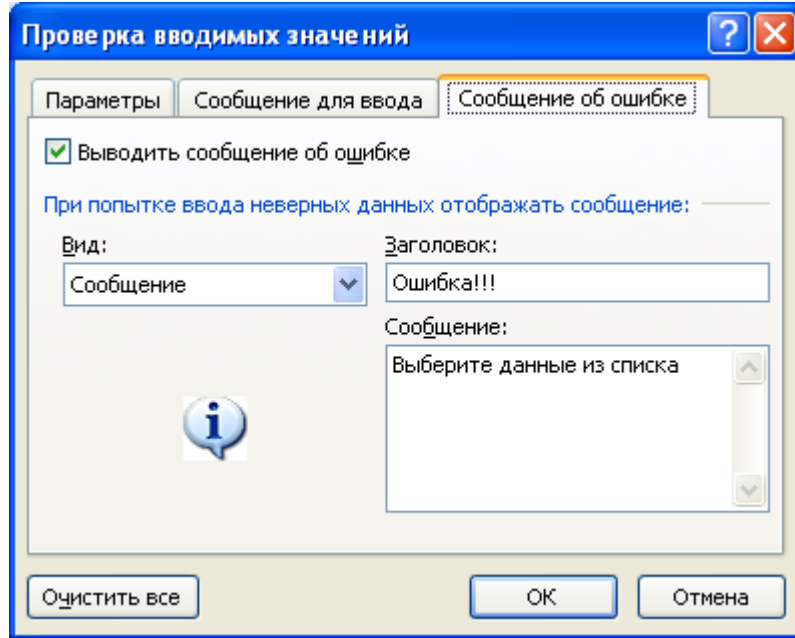 Проверка вводимых значений
Параметры Сообщение для ввода Сообщение об ошибке
Выводить сообщение об ошибке
При попытке ввода неверных данных отображать сообщение:
Вид: Заголовок:
Сообщение Ошибка!!!
Сообщение:
Выберите данные из списка
Очистить все ОК Отмена